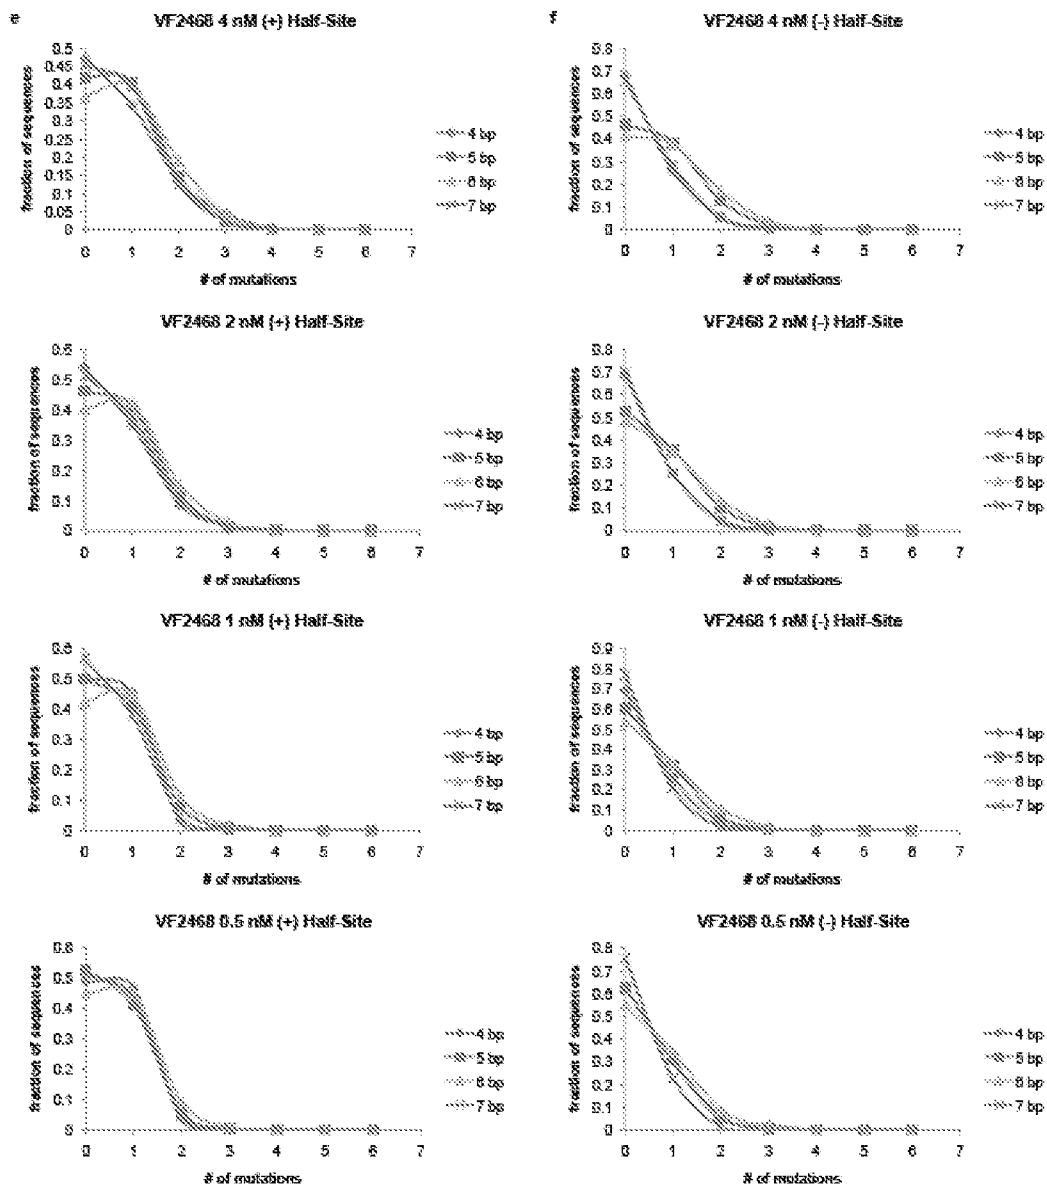 e
VF2468 4 nM (+) Half-Site
fraction of sequences
0.5
0.45
0.4
0.35
0.3
0.25
0.2
0.15
0.1
0.05
0
0 1 2 3 4 5 6 7
# of mutations
4 bp
5 bp
6 bp
7 bp
f
VF2468 4 nM (-) Half-Site
fraction of sequences
0.8
0.7
0.6
0.5
0.4
0.3
0.2
0.1
0
0 1 2 3 4 5 6 7
# of mutations
4 bp
5 bp
6 bp
7 bp
VF2468 2 nM (+) Half-Site
fraction of sequences
0.6
0.5
0.4
0.3
0.2
0.1
0
0 1 2 3 4 5 6 7
# of mutations
4 bp
5 bp
6 bp
7 bp
VF2468 2 nM (-) Half-Site
fraction of sequences
0.8
0.7
0.6
0.5
0.4
0.3
0.2
0.1
0
0 1 2 3 4 5 6 7
# of mutations
4 bp
5 bp
6 bp
7 bp
VF2468 1 nM (+) Half-Site
fraction of sequences
0.6
0.5
0.4
0.3
0.2
0.1
0
0 1 2 3 4 5 6 7
# of mutations
4 bp
5 bp
6 bp
7 bp
VF2468 1 nM (-) Half-Site
fraction of sequences
0.9
0.8
0.7
0.6
0.5
0.4
0.3
0.2
0.1
0
0 1 2 3 4 5 6 7
# of mutations
4 bp
5 bp
6 bp
7 bp
VF2468 0.5 nM (+) Half-Site
fraction of sequences
0.6
0.5
0.4
0.3
0.2
0.1
0
0 1 2 3 4 5 6 7
# of mutations
4 bp
5 bp
6 bp
7 bp
VF2468 0.5 nM (-) Half-Site
fraction of sequences
0.8
0.7
0.6
0.5
0.4
0.3
0.2
0.1
0
0 1 2 3 4 5 6 7
# of mutations
4 bp
5 bp
6 bp
7 bp